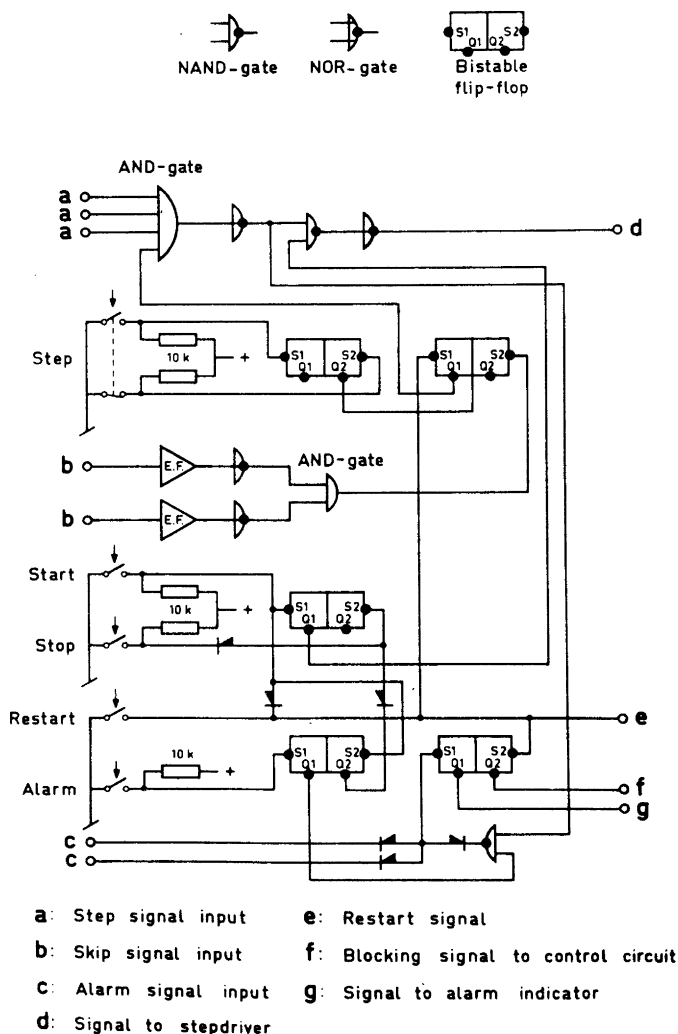 NAND-gate NOR-gate Bistable flip-flop
S1 Q1 Q2 S2
AND-gate
a
a
a
d
Step
10 k
+
S1 Q1 Q2 S2
S1 Q1 Q2 S2
b
E.F.
AND-gate
b
E.F.
Start
10 k
+
S1 Q1 Q2 S2
Stop
Restart
e
10 k
+
S1 Q1 Q2 S2
S1 Q1 Q2 S2
Alarm
f
g
c
c
a: Step signal input e: Restart signal
b: Skip signal input f: Blocking signal to control circuit
c: Alarm signal input g: Signal to alarm indicator
d: Signal to stepdriver